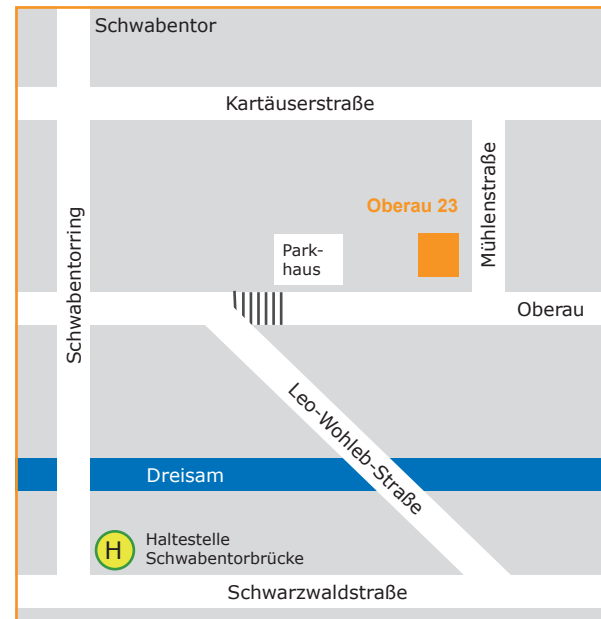 Schwabentor
Kartäuserstraße
Mühlenstraße
Oberau 23
Park-
haus
Schwabentorring
Oberau
Leo-Wohleb-Straße
Dreisam
H
Haltestelle
Schwabentorbrücke
Schwarzwaldstraße